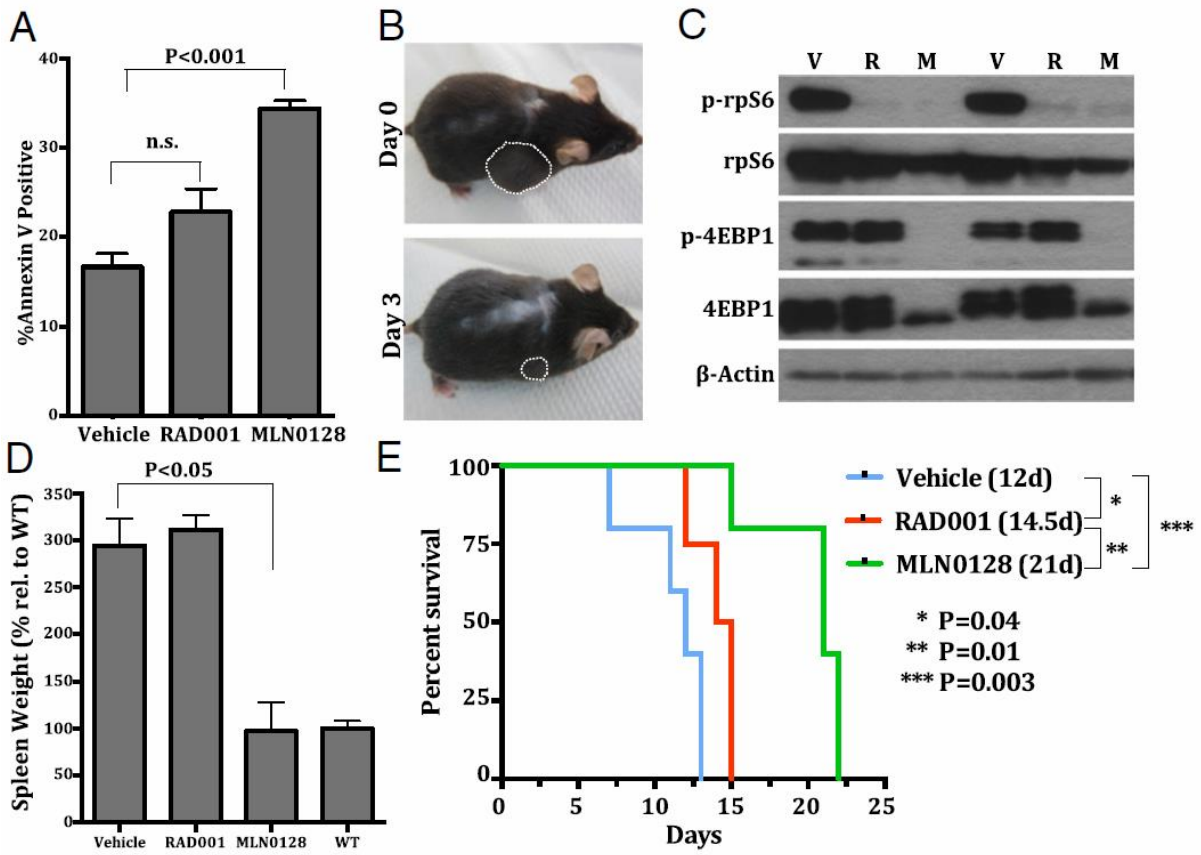 A
P<0.001
n.s.
%Annexin V Positive
40
30
20
10
0
Vehicle RAD001 MLN0128
B
Day 0
Day 3
C
V R M V R M
p-rpS6
rpS6
p-4EBP1
4EBP1
β-Actin
D
P<0.05
Spleen Weight (% rel. to WT)
350
300
250
200
150
100
50
0
Vehicle RAD001 MLN0128 WT
E
Percent survival
100
75
50
25
0
0 5 10 15 20 25
Days
Vehicle (12d)
RAD001 (14.5d)
MLN0128 (21d)
*
**
***
* P=0.04
** P=0.01
*** P=0.003